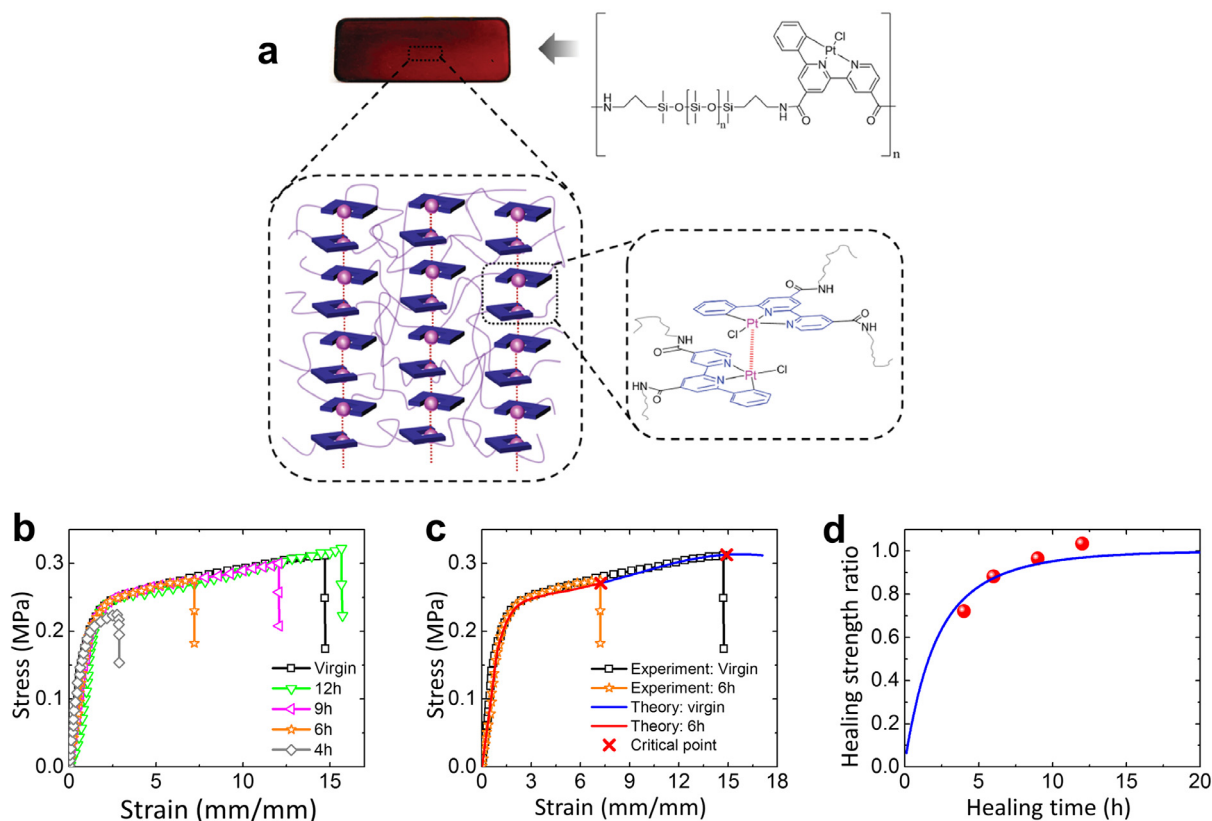 a
Cl
Pt
N
N
N
H
Si
O
Si
O
Si
n
N
H
O
O
n
O
NH
Cl
Pt
N
N
O
NH
O
NH
O
NH
N
Pt
Cl
N
b
0.3
0.2
0.1
0.0
Stress (MPa)
0 5 10 15
Strain (mm/mm)
Virgin
12h
9h
6h
4h
c
0.3
0.2
0.1
0.0
Stress (MPa)
0 3 6 9 12 15 18
Strain (mm/mm)
Experiment: Virgin
Experiment: 6h
Theory: virgin
Theory: 6h
Critical point
d
1.0
0.8
0.6
0.4
0.2
0.0
Healing strength ratio
0 5 10 15 20
Healing time (h)